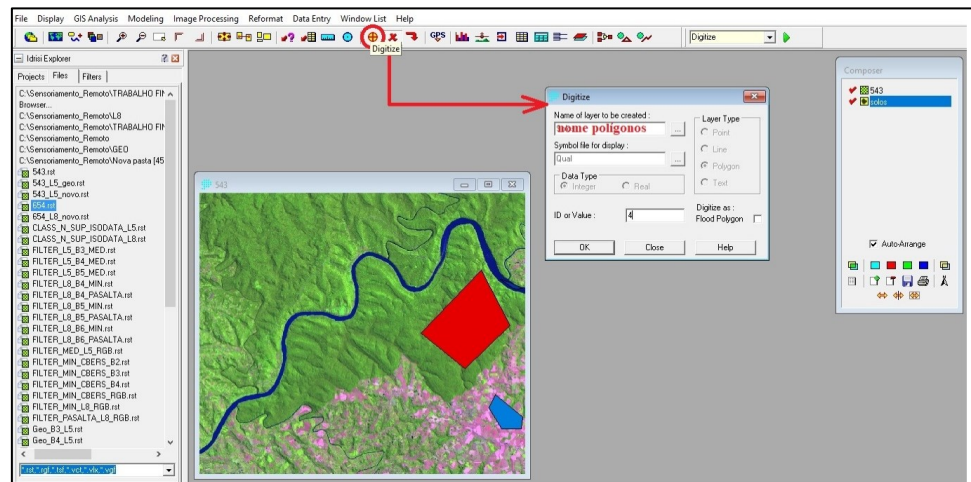 File Display GIS Analysis Modeling Image Processing Reformat Data Entry Window List Help
GPS
Digitize
Digitize
Idrisi Explorer
Projects Files Filters
C:\Sensoriamento_Remoto\TRABALHO FIN
Browser...
C:\Sensoriamento_Remoto\L8
C:\Sensoriamento_Remoto\TRABALHO FIN
C:\Sensoriamento_Remoto
C:\Sensoriamento_Remoto\GEO
C:\Sensoriamento_Remoto\Nova pasta [45
543.rst
543_L5_geo.rst
543_L5_novo.rst
654.rst
654_L8_novo.rst
CLASS_N_SUP_ISODATA_L5.rst
CLASS_N_SUP_ISODATA_L8.rst
FILTER_L5_B3_MED.rst
FILTER_L5_B4_MED.rst
FILTER_L5_B5_MED.rst
FILTER_L8_B4_MIN.rst
FILTER_L8_B4_PASALTA.rst
FILTER_L8_B5_MIN.rst
FILTER_L8_B5_PASALTA.rst
FILTER_L8_B6_MIN.rst
FILTER_L8_B6_PASALTA.rst
FILTER_MED_L5_RGB.rst
FILTER_MIN_CBERS_B2.rst
FILTER_MIN_CBERS_B3.rst
FILTER_MIN_CBERS_B4.rst
FILTER_MIN_CBERS_RGB.rst
FILTER_MIN_L8_RGB.rst
FILTER_PASALTA_L8_RGB.rst
Geo_B3_L5.rst
Geo_B4_L5.rst
*.rst,*.rgf,*.tsf,*.vct,*.vlx,*.vgf
543
Digitize
Name of layer to be created :
nome polígonos
...
Symbol file for display :
Qual
...
Data Type
Integer Real
ID or Value :
4
Layer Type
Point
Line
Polygon
Text
Digitize as :
Flood Polygon
OK Close Help
Composer
543
solos
Auto-Arrange